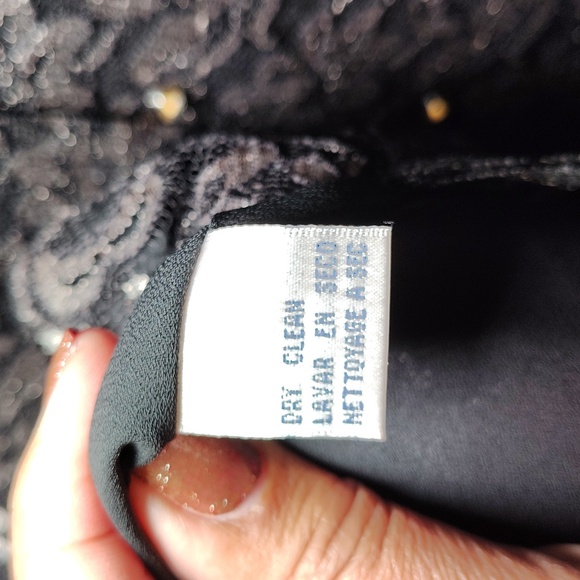 DRY CLEAN
LAVAR EN SECO
NETTOYAGE A SEC